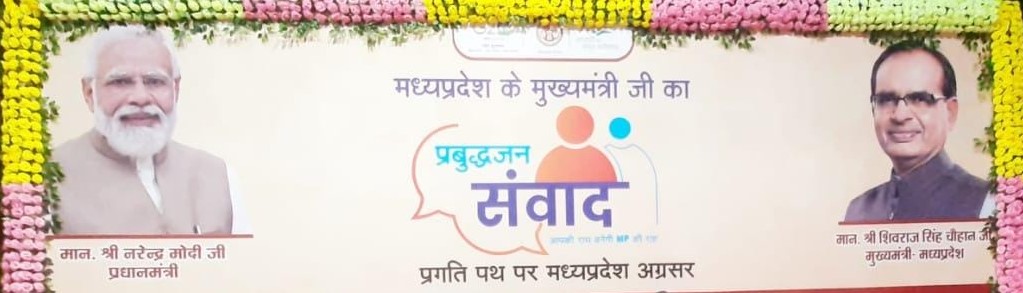 मध्यप्रदेश के मुख्यमंत्री जी का
प्रबुद्धजन
संवाद
प्रगति पथ पर मध्यप्रदेश अग्रसर
मान. श्री नरेन्द्र मोदी जी
प्रधानमंत्री
मान. श्री शिवराज सिंह चौहान जी
मुख्यमंत्री- मध्यप्रदेश